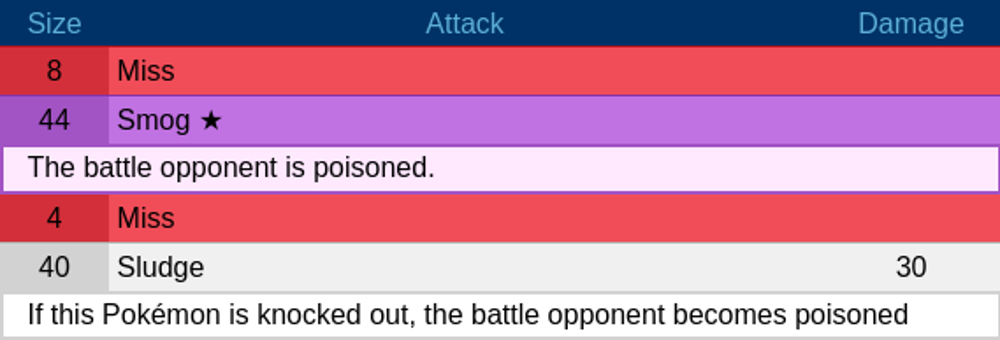 Size Attack Damage
8 Miss
44 Smog ★
The battle opponent is poisoned.
4 Miss
40 Sludge 30
If this Pokémon is knocked out, the battle opponent becomes poisoned